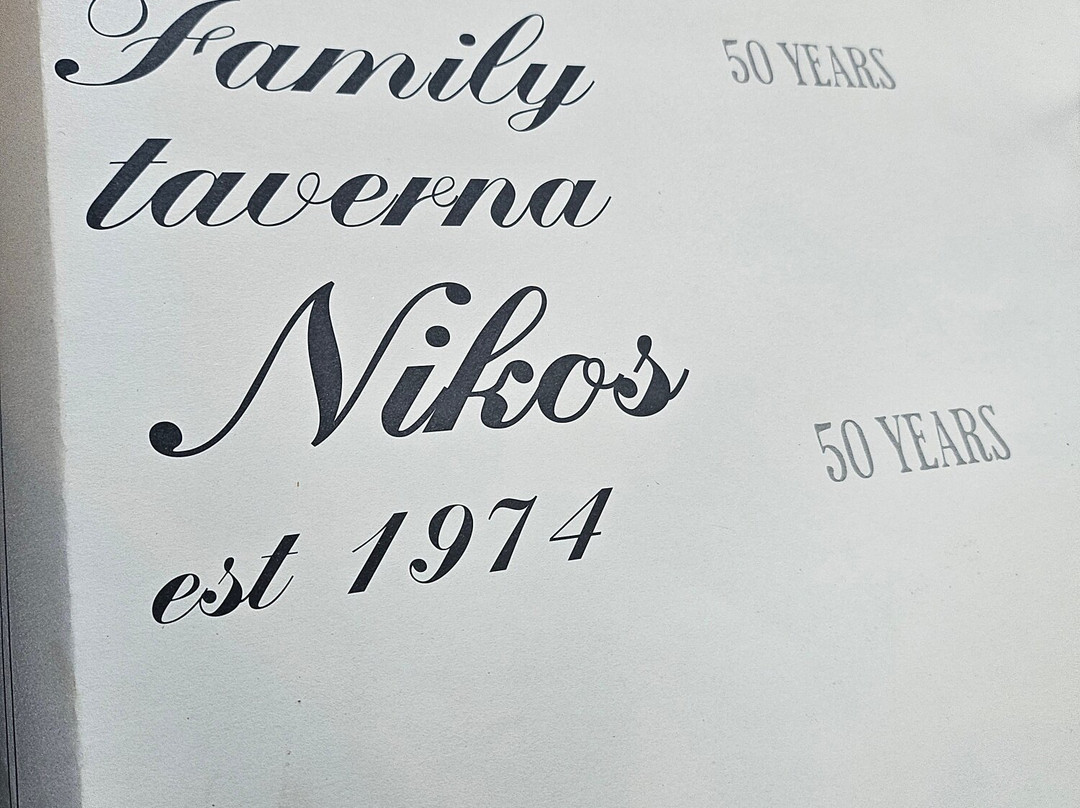 Family
50 YEARS
taverna
Nikos
50 YEARS
est 1974